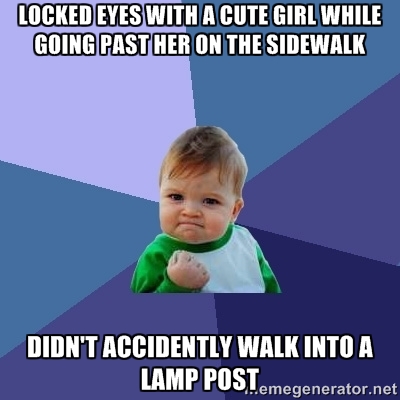 LOCKED EYES WITH A CUTE GIRL WHILE
GOING PAST HER ON THE SIDEWALK
DIDN'T ACCIDENTLY WALK INTO A
LAMP POST
emegenerator.net